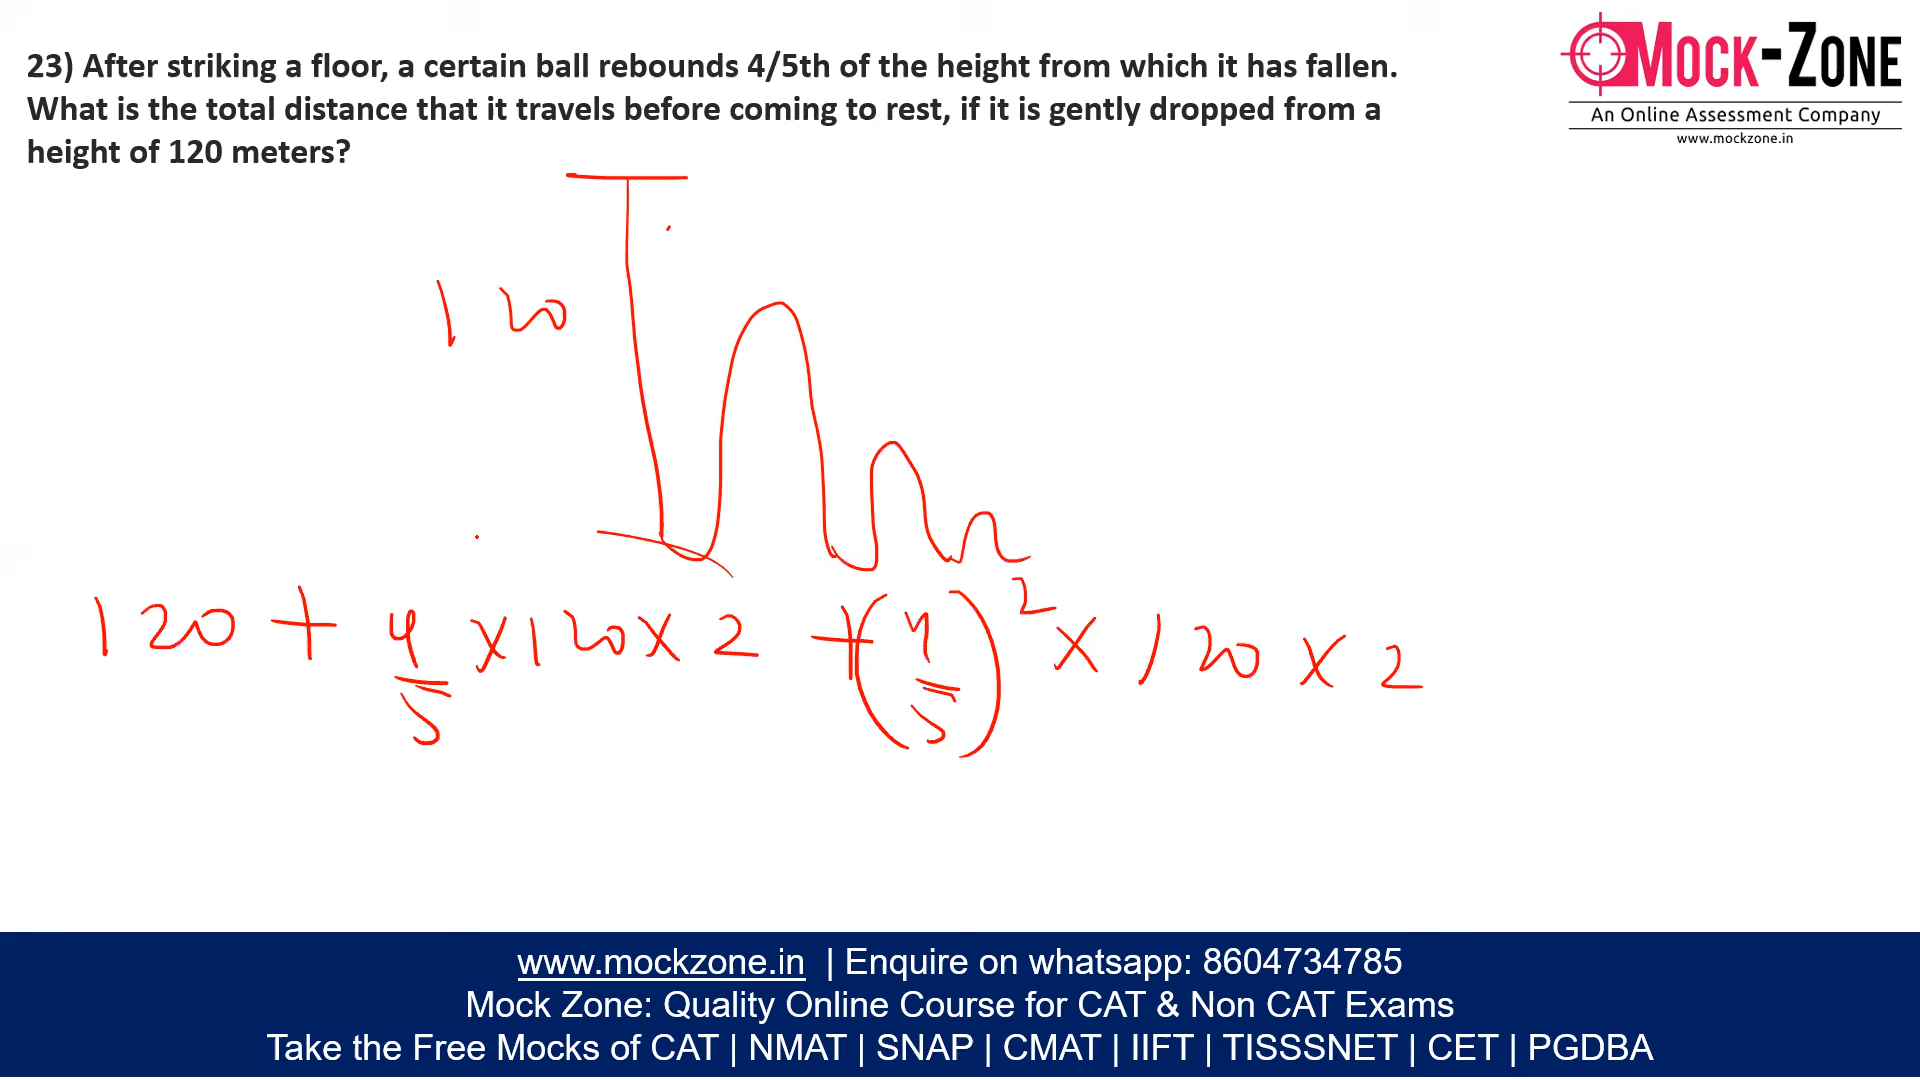 23) After striking a floor, a certain ball rebounds 4/5th of the height from which it has fallen.
What is the total distance that it travels before coming to rest, if it is gently dropped from a
height of 120 meters?
MOCK-ZONE
An Online Assessment Company
www.mockzone.in
120
120 + 4/5 x 120 x 2 + (4/5)² x 120 x 2
www.mockzone.in | Enquire on whatsapp: 8604734785
Mock Zone: Quality Online Course for CAT & Non CAT Exams
Take the Free Mocks of CAT | NMAT | SNAP | CMAT | IIFT | TISSSNET | CET | PGDBA